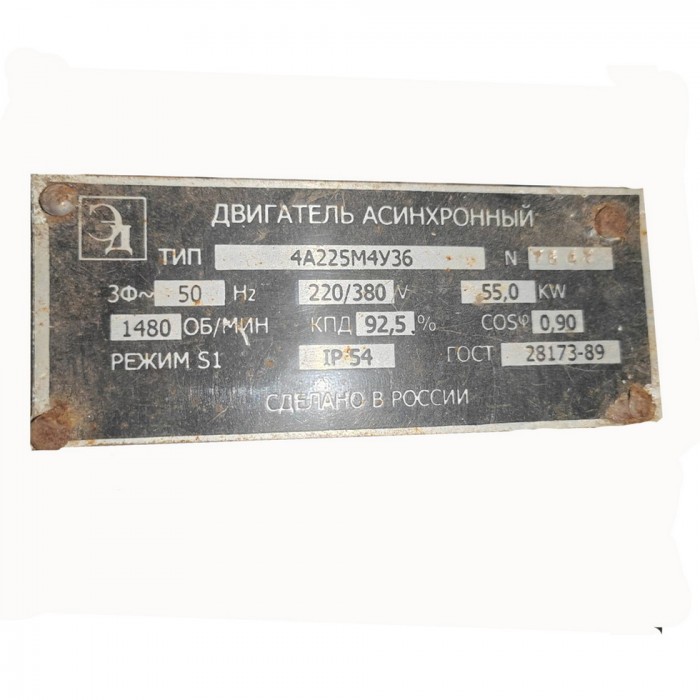 ЭД
ДВИГАТЕЛЬ АСИНХРОННЫЙ
ТИП 4А225М4У36 N
3Ф~ 50 Hz 220/380 V 55,0 KW
1480 ОБ/МИН КПД 92,5 % COSφ 0,90
РЕЖИМ S1 IP 54 ГОСТ 28173-89
СДЕЛАНО В РОССИИ